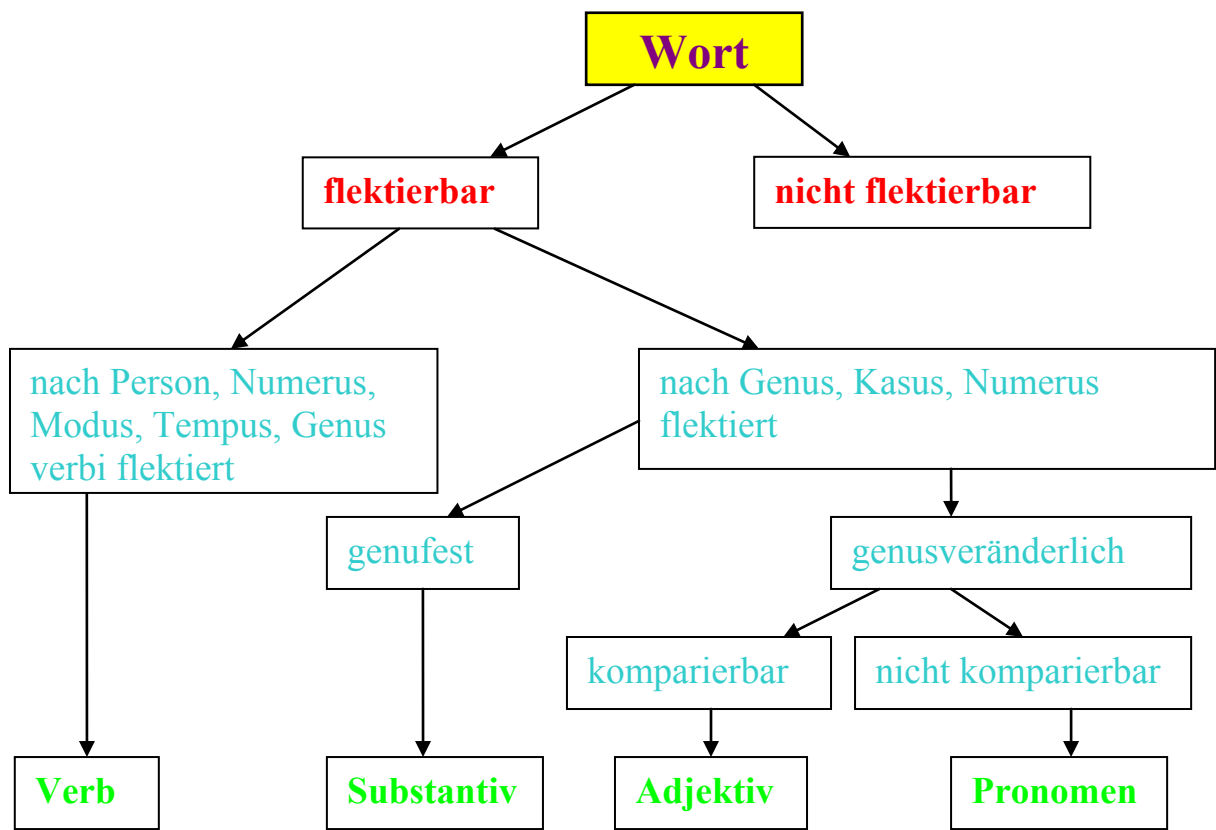 Wort
flektierbar
nicht flektierbar
nach Person, Numerus,
Modus, Tempus, Genus
verbi flektiert
nach Genus, Kasus, Numerus
flektiert
genufest
genusveränderlich
komparierbar
nicht komparierbar
Verb
Substantiv
Adjektiv
Pronomen